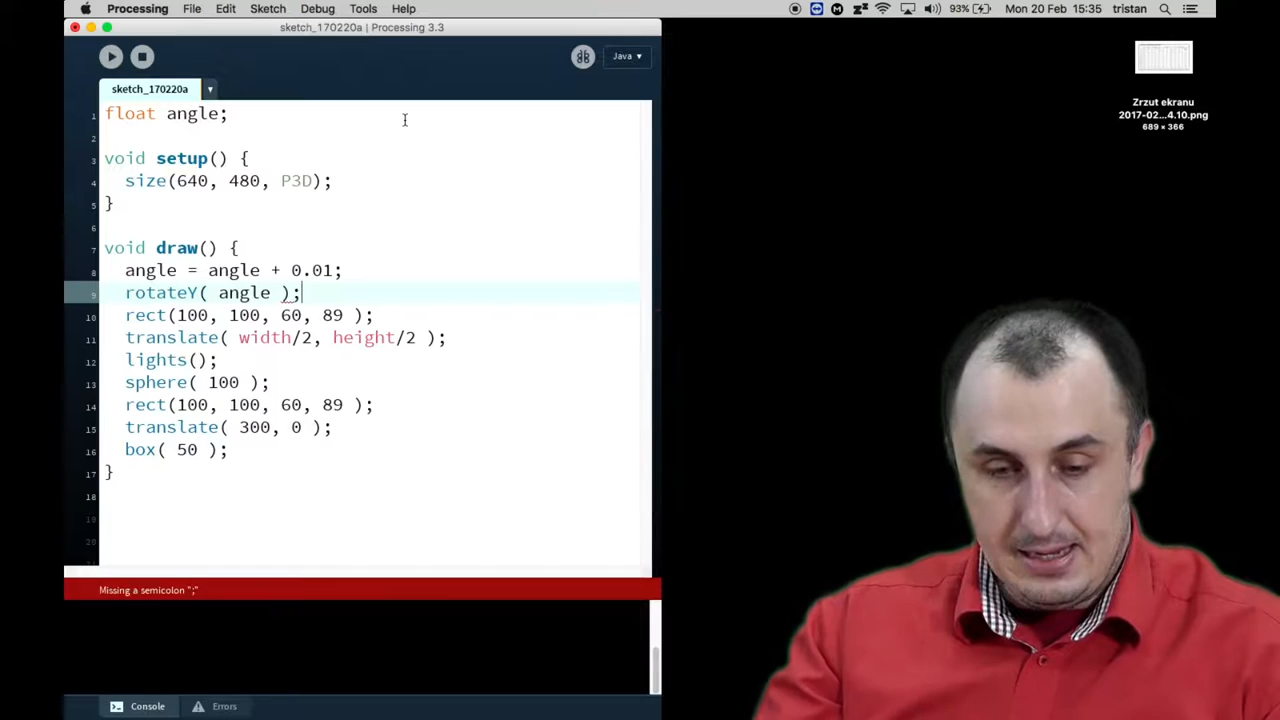 Processing File Edit Sketch Debug Tools Help 93% Mon 20 Feb 15:35 tristan
sketch_170220a | Processing 3.3
Java
sketch_170220a
1 float angle;
2
3 void setup() {
4 size(640, 480, P3D);
5 }
6
7 void draw() {
8 angle = angle + 0.01;
9 rotateY( angle );
10 rect(100, 100, 60, 89 );
11 translate( width/2, height/2 );
12 lights();
13 sphere( 100 );
14 rect(100, 100, 60, 89 );
15 translate( 300, 0 );
16 box( 50 );
17 }
18
19
20
Missing a semicolon ";"
Console Errors
Zrzut ekranu
2017-02...4.10.png
689 × 366